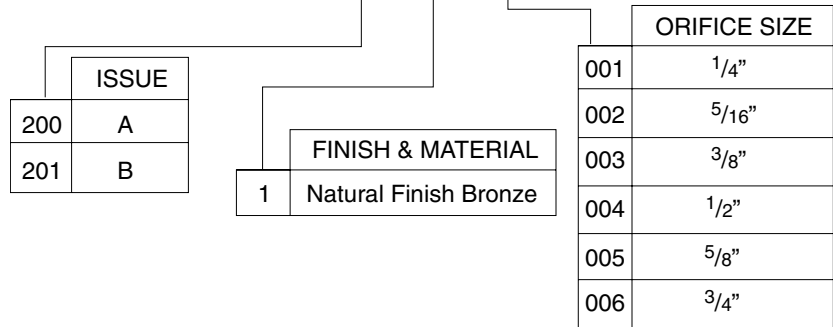 ISSUE
200 A
201 B
FINISH & MATERIAL
1 Natural Finish Bronze
ORIFICE SIZE
001 1/4”
002 5/16”
003 3/8”
004 1/2”
005 5/8”
006 3/4”